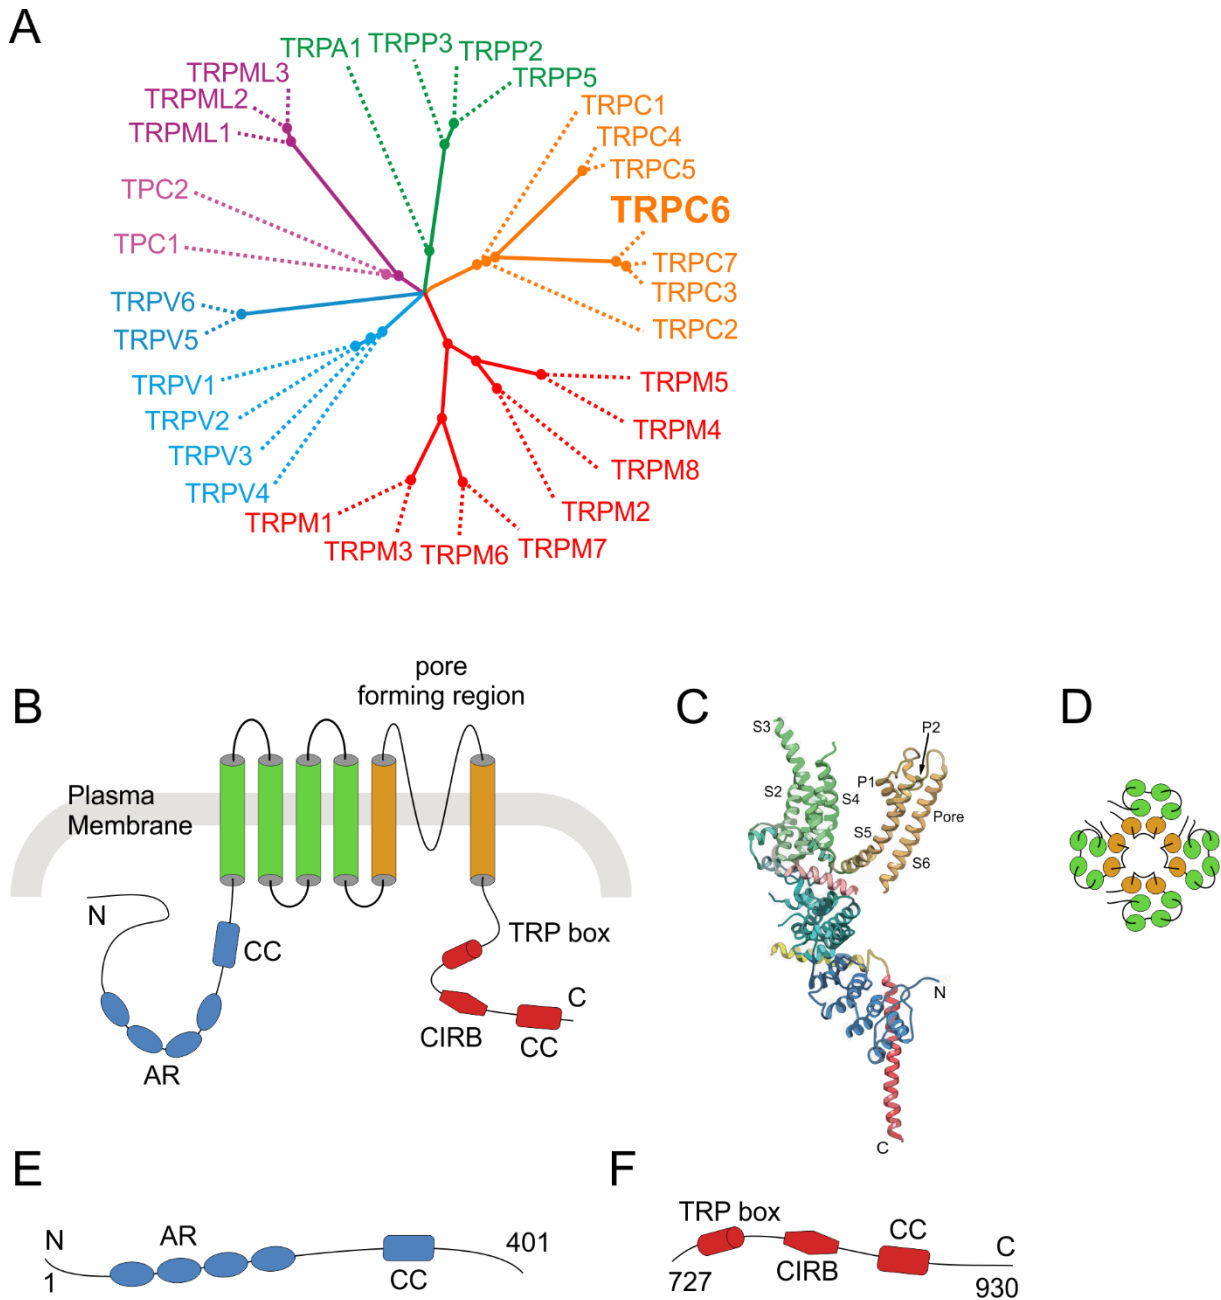 A
TRPA1
TRPP3
TRPP2
TRPP5
TRPML3
TRPML2
TRPML1
TPC2
TPC1
TRPV6
TRPV5
TRPV1
TRPV2
TRPV3
TRPV4
TRPC1
TRPC4
TRPC5
TRPC6
TRPC7
TRPC3
TRPC2
TRPM5
TRPM4
TRPM8
TRPM2
TRPM7
TRPM6
TRPM3
TRPM1
B
pore
forming region
Plasma
Membrane
N
CC
AR
TRP box
CIRB
CC
C
C
S3
P2
P1
S2
S4
Pore
S5
S6
N
C
D
E
N
AR
401
1
CC
F
TRP box
CC
C
727
CIRB
930